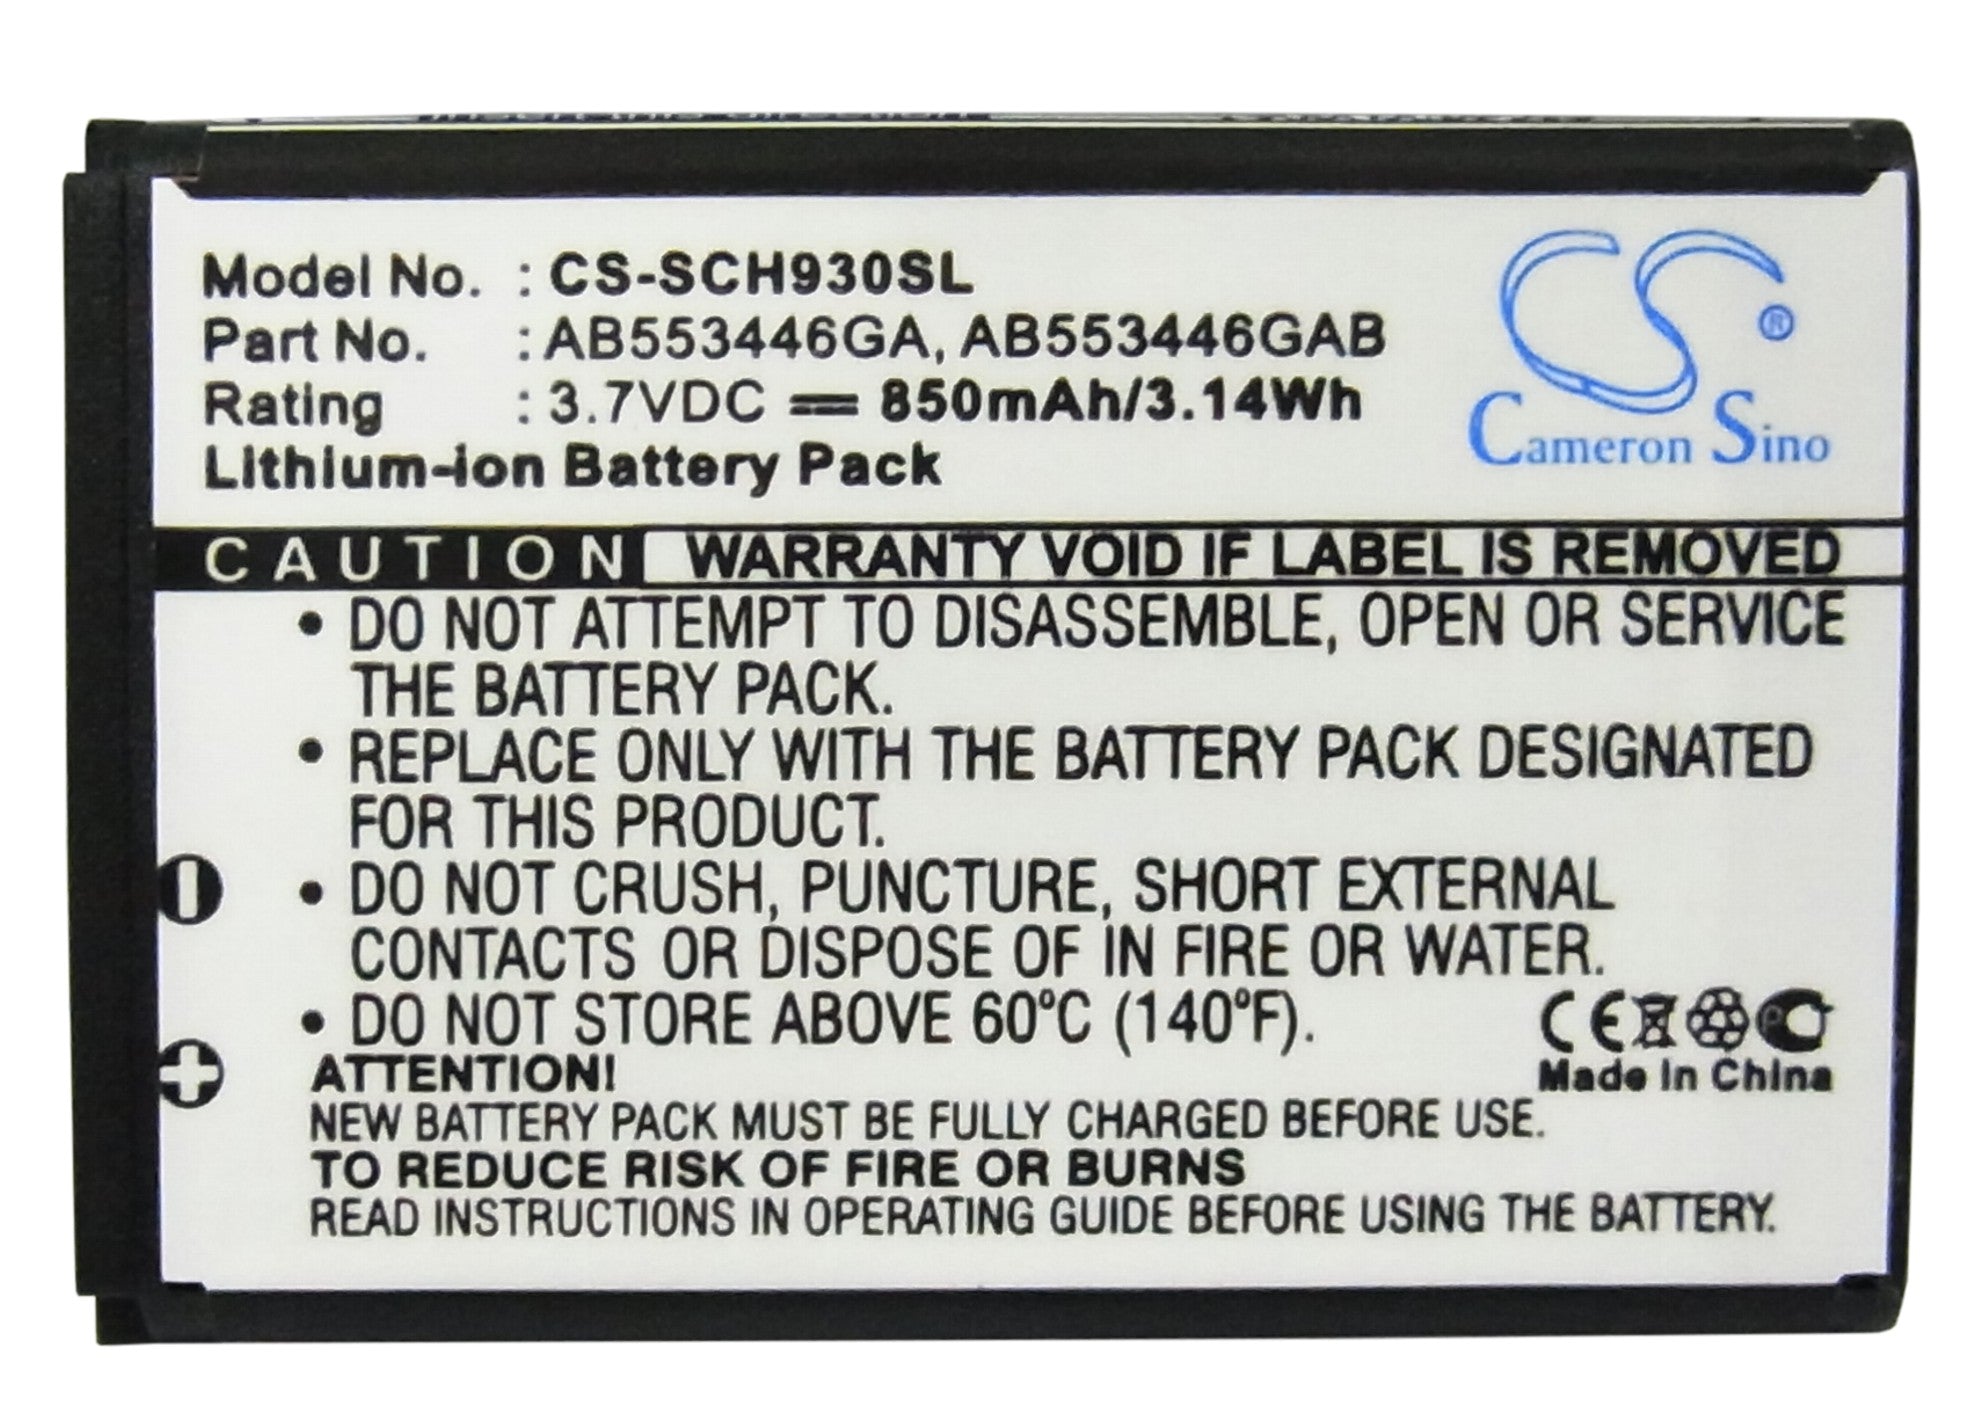 Insert this direction
Model No. : CS-SCH930SL
Part No. : AB553446GA, AB553446GAB
Rating : 3.7VDC ⎓ 850mAh/3.14Wh
Lithium-ion Battery Pack
CS®
Cameron Sino
CAUTION WARRANTY VOID IF LABEL IS REMOVED
• DO NOT ATTEMPT TO DISASSEMBLE, OPEN OR SERVICE
THE BATTERY PACK.
• REPLACE ONLY WITH THE BATTERY PACK DESIGNATED
FOR THIS PRODUCT.
• DO NOT CRUSH, PUNCTURE, SHORT EXTERNAL
CONTACTS OR DISPOSE OF IN FIRE OR WATER.
• DO NOT STORE ABOVE 60°C (140°F).
CE
Made In China
ATTENTION!
NEW BATTERY PACK MUST BE FULLY CHARGED BEFORE USE.
TO REDUCE RISK OF FIRE OR BURNS
READ INSTRUCTIONS IN OPERATING GUIDE BEFORE USING THE BATTERY.